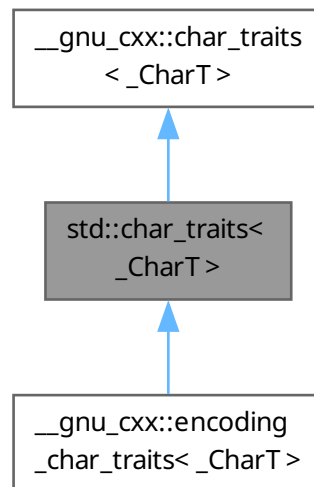 __gnu_cxx::char_traits
< _CharT >
std::char_traits<
_CharT >
__gnu_cxx::encoding
_char_traits< _CharT >